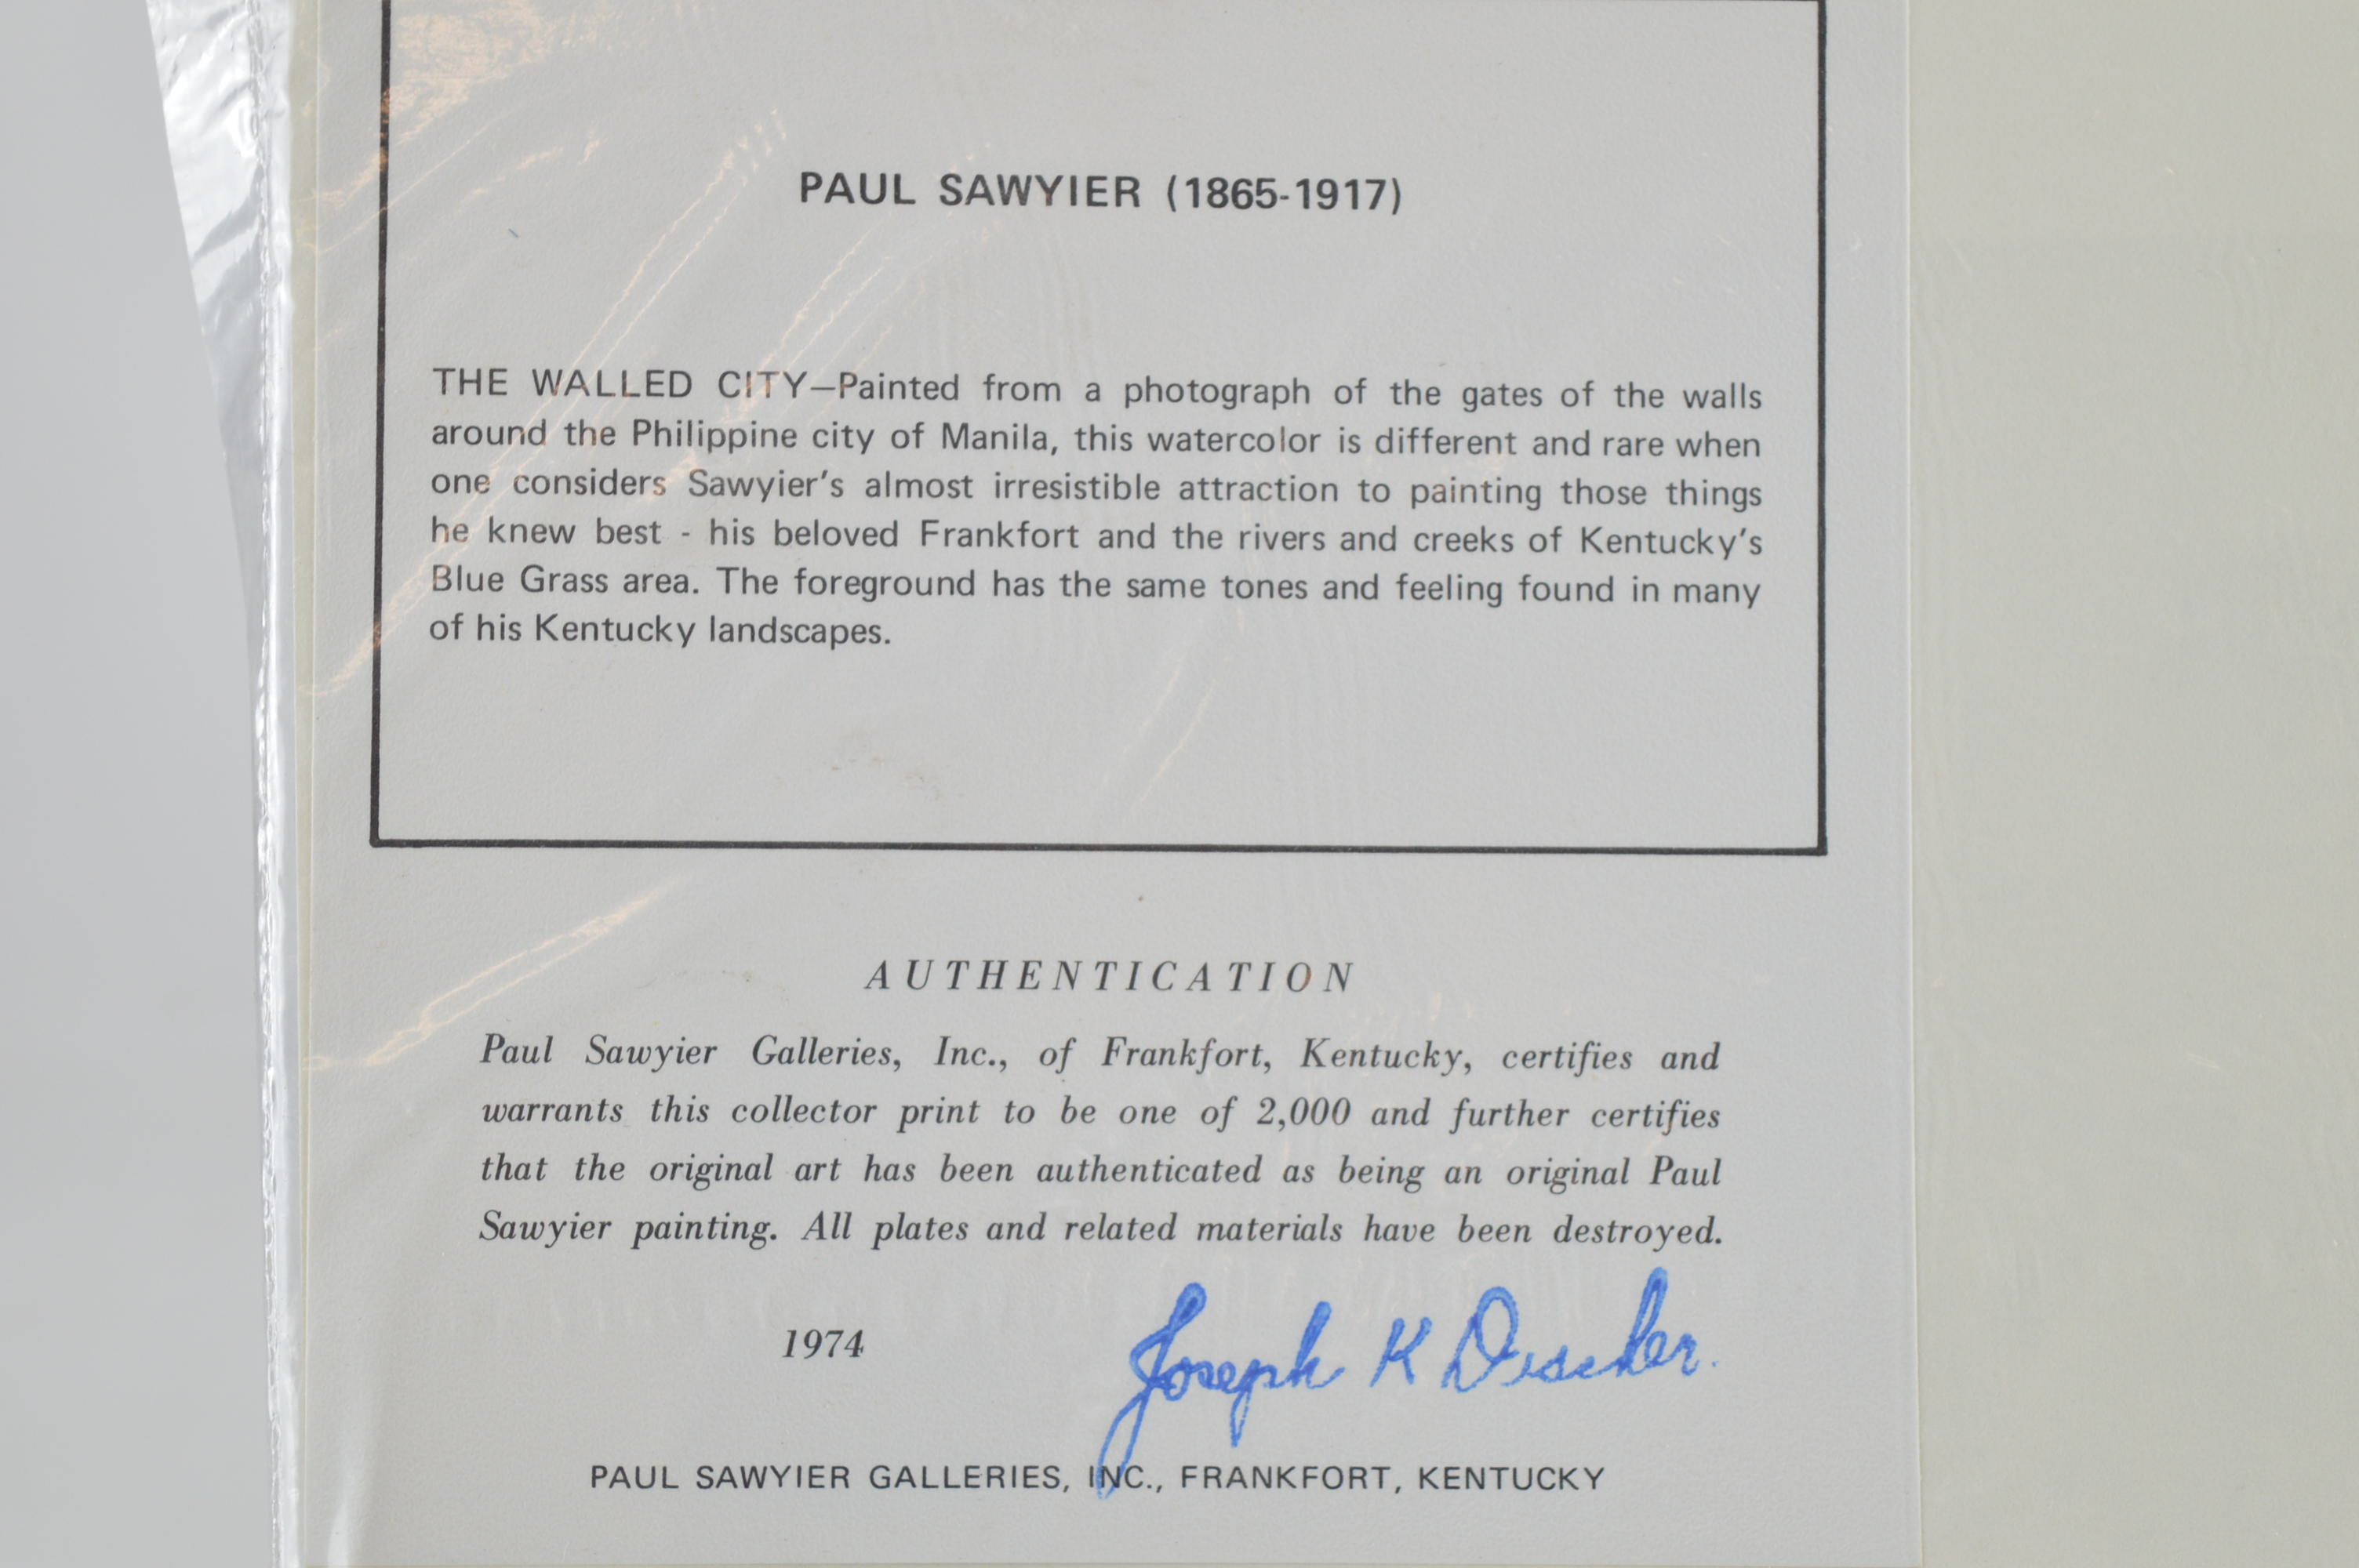 PAUL SAWYIER (1865-1917)
THE WALLED CITY—Painted from a photograph of the gates of the walls
around the Philippine city of Manila, this watercolor is different and rare when
one considers Sawyier's almost irresistible attraction to painting those things
he knew best - his beloved Frankfort and the rivers and creeks of Kentucky's
Blue Grass area. The foreground has the same tones and feeling found in many
of his Kentucky landscapes.
AUTHENTICATION
Paul Sawyier Galleries, Inc., of Frankfort, Kentucky, certifies and
warrants this collector print to be one of 2,000 and further certifies
that the original art has been authenticated as being an original Paul
Sawyier painting. All plates and related materials have been destroyed.
1974 Joseph K
PAUL SAWYIER GALLERIES, INC., FRANKFORT, KENTUCKY